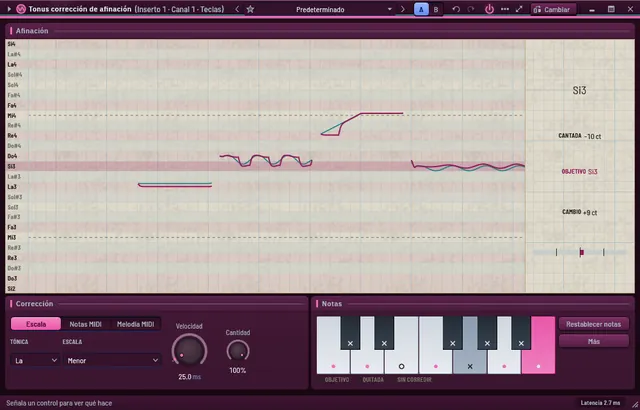 Tonus corrección de afinación (Inserto 1 · Canal 1 · Teclas)
Predeterminado
A
B
Cambiar
Afinación
Si4
La#4
La4
Sol#4
Sol4
Fa#4
Fa4
Mi4
Re#4
Re4
Do#4
Do4
Si3
La#3
La3
Sol#3
Sol3
Fa#3
Fa3
Mi3
Re#3
Re3
Do#3
Do3
Si2
Si3
CANTADA −10 ct
OBJETIVO Si3
CAMBIO +9 ct
Corrección
Escala
Notas MIDI
Melodía MIDI
TÓNICA
ESCALA
La
Menor
Velocidad
25.0 ms
Cantidad
100%
Notas
OBJETIVO
QUITADA
SIN CORREGIR
Restablecer notas
Más
Señala un control para ver qué hace
Latencia 2.7 ms